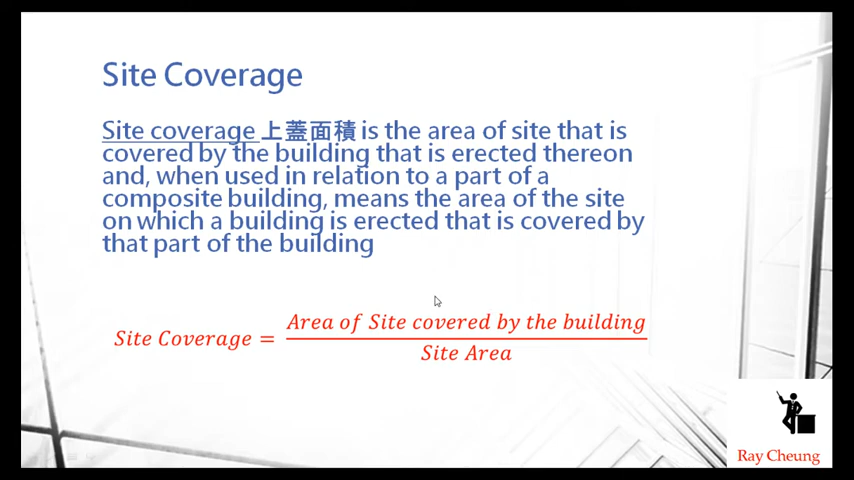 Site Coverage
Site coverage 上蓋面積 is the area of site that is
covered by the building that is erected thereon
and, when used in relation to a part of a
composite building, means the area of the site
on which a building is erected that is covered by
that part of the building
Site Coverage = Area of Site covered by the building
Site Area
Ray Cheung